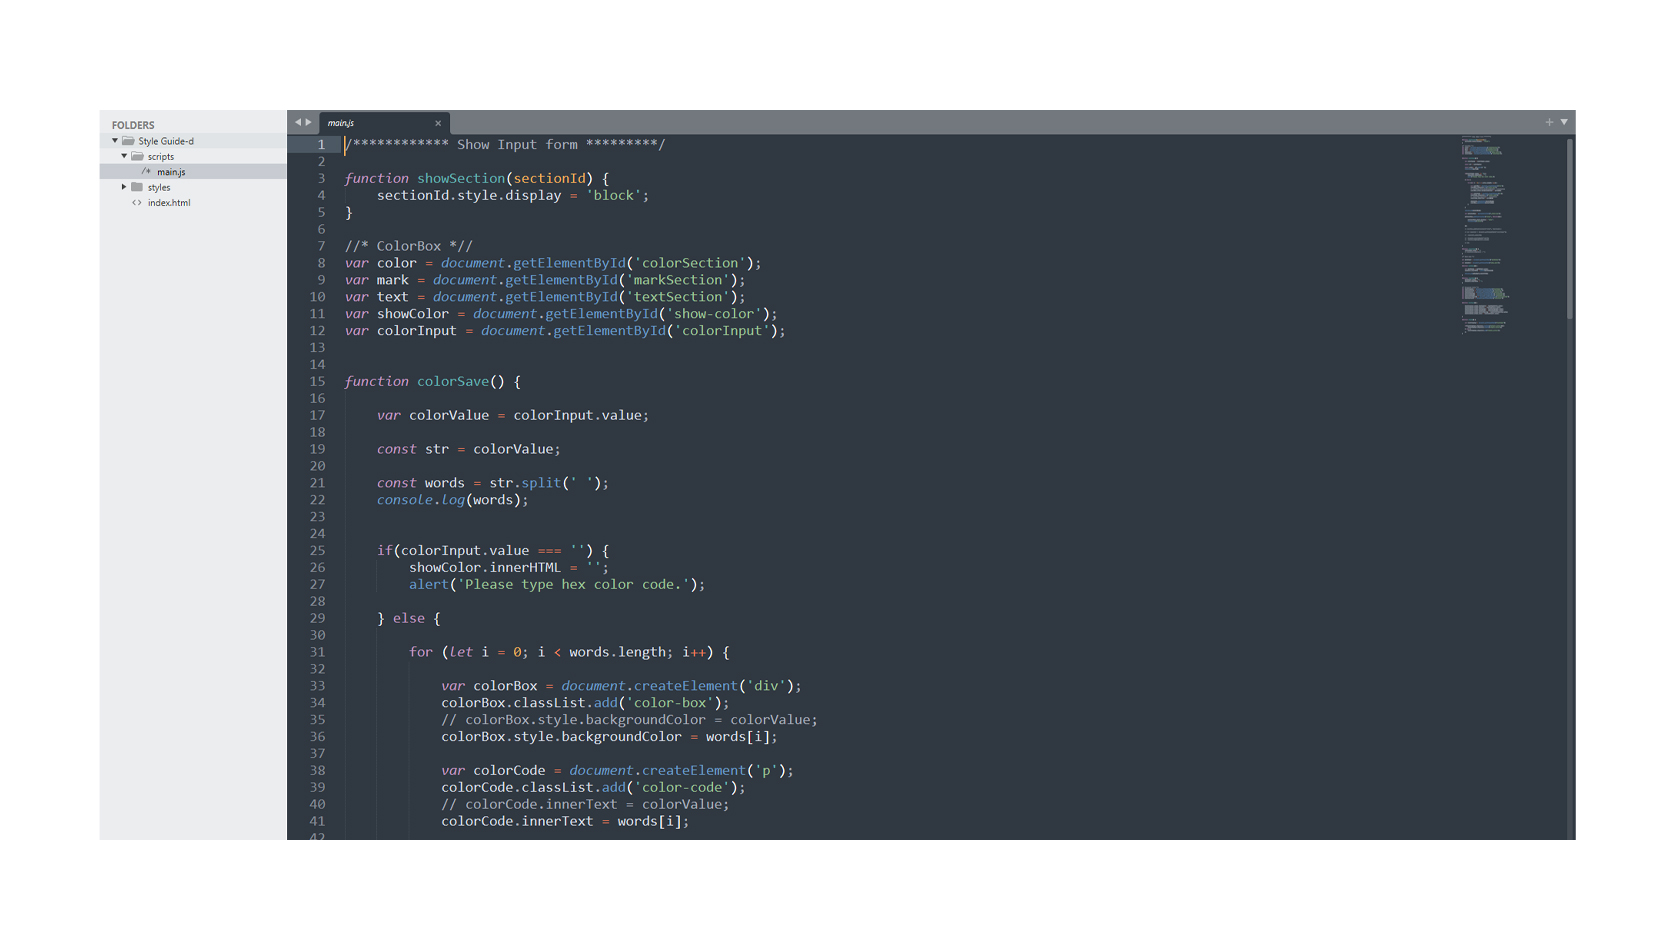 FOLDERS
Style Guide-d
scripts
/* main.js
styles
<> index.html
main.js
1 /************ Show Input form *********/
2
3 function showSection(sectionId) {
4 sectionId.style.display = 'block';
5 }
6
7 //* ColorBox *//
8 var color = document.getElementById('colorSection');
9 var mark = document.getElementById('markSection');
10 var text = document.getElementById('textSection');
11 var showColor = document.getElementById('show-color');
12 var colorInput = document.getElementById('colorInput');
13
14
15 function colorSave() {
16
17 var colorValue = colorInput.value;
18
19 const str = colorValue;
20
21 const words = str.split(' ');
22 console.log(words);
23
24
25 if(colorInput.value === '') {
26 showColor.innerHTML = '';
27 alert('Please type hex color code.');
28
29 } else {
30
31 for (let i = 0; i < words.length; i++) {
32
33 var colorBox = document.createElement('div');
34 colorBox.classList.add('color-box');
35 // colorBox.style.backgroundColor = colorValue;
36 colorBox.style.backgroundColor = words[i];
37
38 var colorCode = document.createElement('p');
39 colorCode.classList.add('color-code');
40 // colorCode.innerText = colorValue;
41 colorCode.innerText = words[i];
42